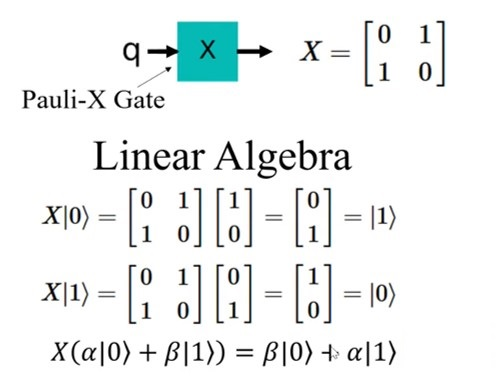 q → X → X = [0 1; 1 0]
Pauli-X Gate
Linear Algebra
X|0⟩ = [0 1; 1 0] [1; 0] = [0; 1] = |1⟩
X|1⟩ = [0 1; 1 0] [0; 1] = [1; 0] = |0⟩
X(α|0⟩ + β|1⟩) = β|0⟩ + α|1⟩